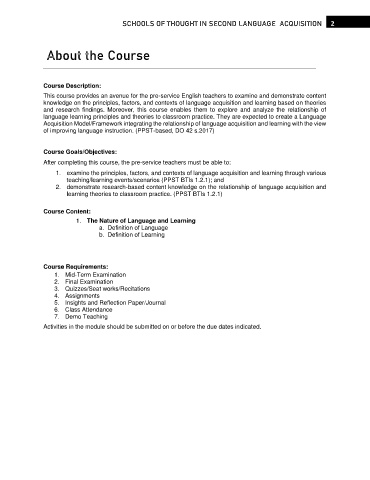 SCHOOLS OF THOUGHT IN SECOND LANGUAGE ACQUISITION 2
About the Course
Course Description:
This course provides an avenue for the pre-service English teachers to examine and demonstrate content
knowledge on the principles, factors, and contexts of language acquisition and learning based on theories
and research findings. Moreover, this course enables them to explore and analyze the relationship of
language learning principles and theories to classroom practice. They are expected to create a Language
Acquisition Model/Framework integrating the relationship of language acquisition and learning with the view
of improving language instruction. (PPST-based, DO 42 s,2017)
Course Goals/Objectives:
After completing this course, the pre-service teachers must be able to;
1. examine the principles, factors, and contexts of language acquisition and learning through various
teaching/learning events/scenarios (PPST BTIs 1.2.1); and
2. demonstrate research-based content knowledge on the relationship of language acquisition and
learning theories to classroom practice. (PPST BTIs 1.2.1)
Course Content:
1. The Nature of Language and Learning
a. Definition of Language
b. Definition of Learning
Course Requirements:
1. Mid-Term Examination
2. Final Examination
3. Quizzes/Seat works/Recitations
4. Assignments
5. Insights and Reflection Paper/Journal
6. Class Attendance
7. Demo Teaching
Activities in the module should be submitted on or before the due dates indicated.